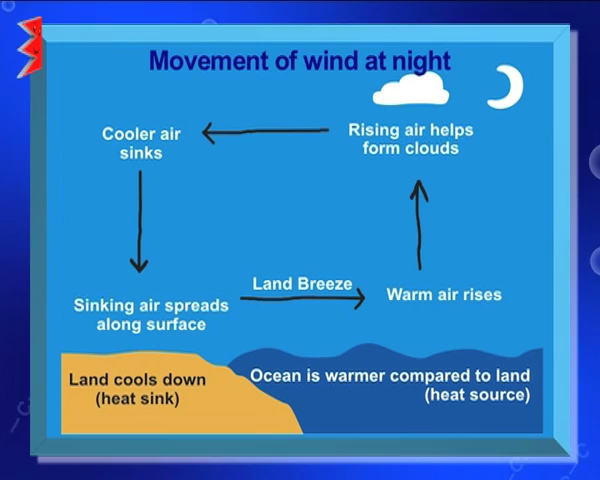 Movement of wind at night
Cooler air
sinks
Rising air helps
form clouds
Land Breeze
Warm air rises
Sinking air spreads
along surface
Land cools down
(heat sink)
Ocean is warmer compared to land
(heat source)